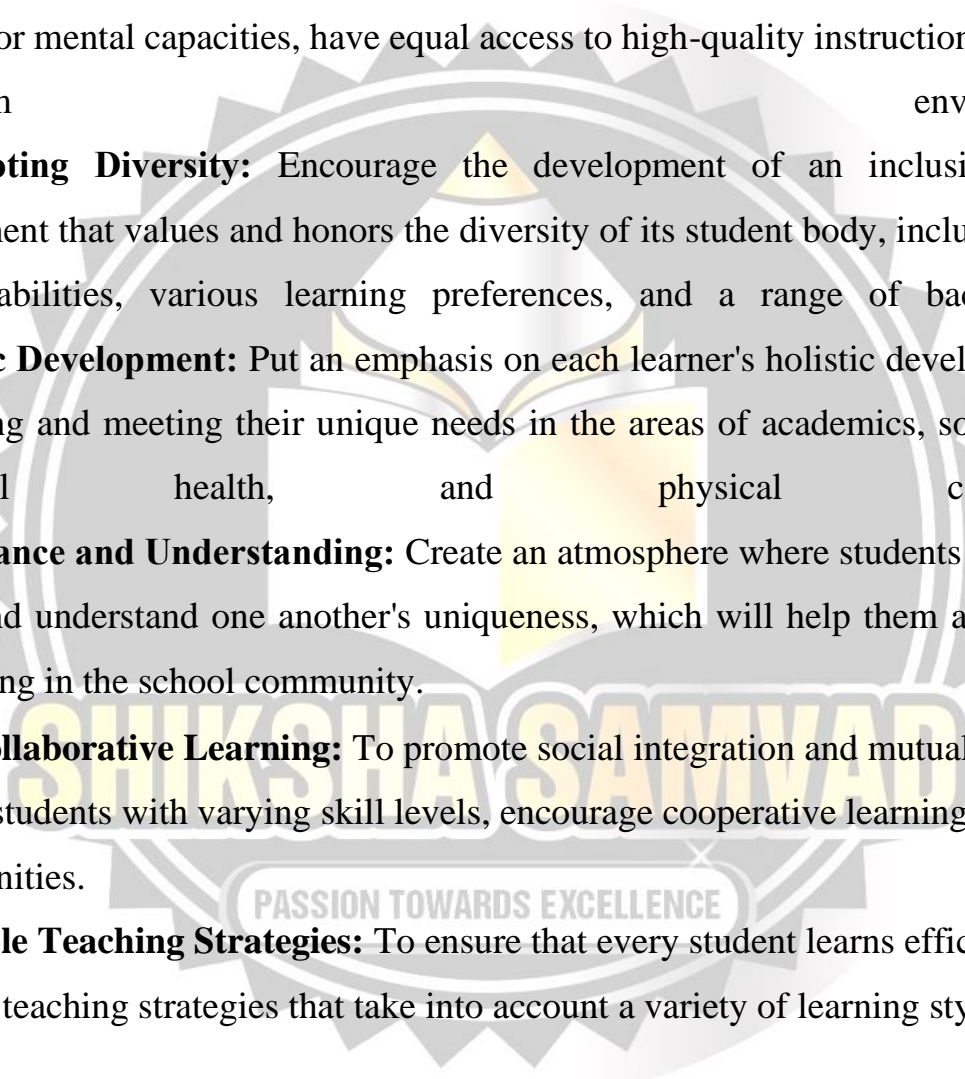 or mental capacities, have equal access to high-quality instruction
env
oting Diversity: Encourage the development of an inclusi
ent that values and honors the diversity of its student body, inclu
abilities, various learning preferences, and a range of bac
c Development: Put an emphasis on each learner's holistic devel
ng and meeting their unique needs in the areas of academics, so
l health, and physical c
ance and Understanding: Create an atmosphere where students
nd understand one another's uniqueness, which will help them a
ing in the school community.
SHIKSHA SAMVAD
ollaborative Learning: To promote social integration and mutual
students with varying skill levels, encourage cooperative learning
nities.
PASSION TOWARDS EXCELLENCE
le Teaching Strategies: To ensure that every student learns effic
teaching strategies that take into account a variety of learning sty